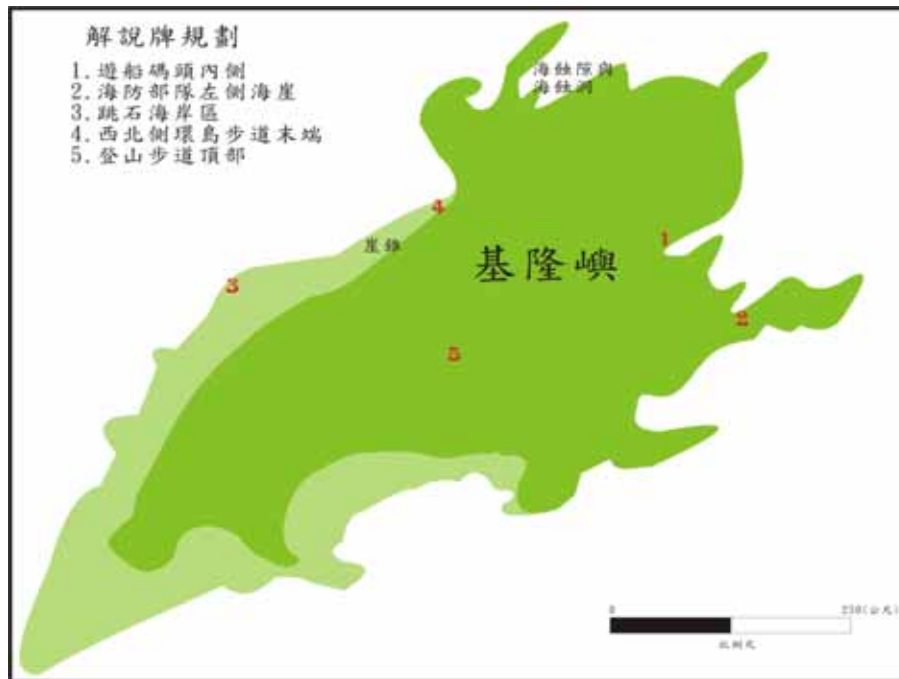 解說牌規劃
1.遊船碼頭內側
2.海防部隊左側海崖
3.跳石海岸區
4.西北側環島步道末端
5.登山步道頂部
海蝕隙與
海蝕洞
4
崖錐
1
基隆嶼
3
2
5
0
250(公尺)
比例尺